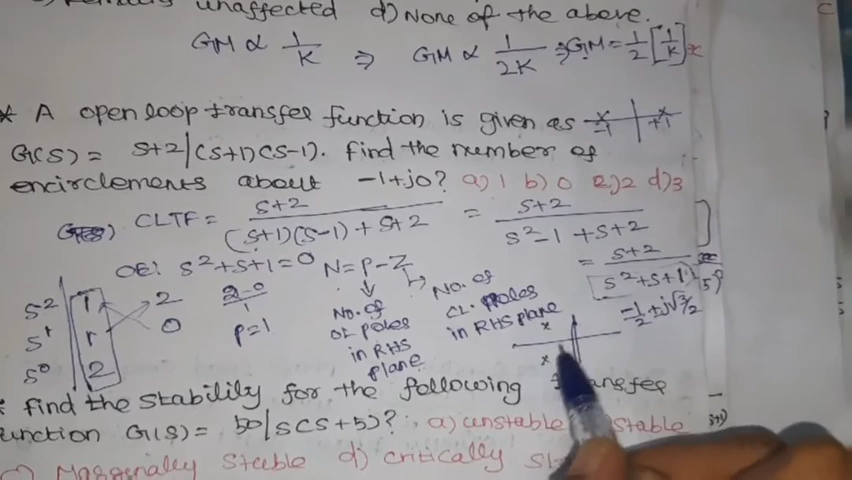 unaffected d) None of the above.
GM ∝ 1/K ⇒ GM ∝ 1/2K ⇒ GM = 1/2 [1/K]
* A open loop transfer function is given as x -1 x +1
G(S) = S+2 | (S+1)(S-1). Find the number of
encirclements about -1+j0? a) 1 b) 0 c) 2 d) 3
CLTF = S+2 / (S+1)(S-1) + S+2 = S+2 / S²-1 + S+2
= S+2 / S²+S+1
CE: S²+S+1=0 N = P - Z
S² 1 2
S¹ 1 0
S⁰ 2
2-0 / 1
P=1
No. of OL poles in RHS plane
No. of CL Poles in RHS plane
-1/2 + j√3/2
Find the stability for the following
function G(S) = 50 | S(S+5)? a) unstable stable
c) Marginally stable d) critically